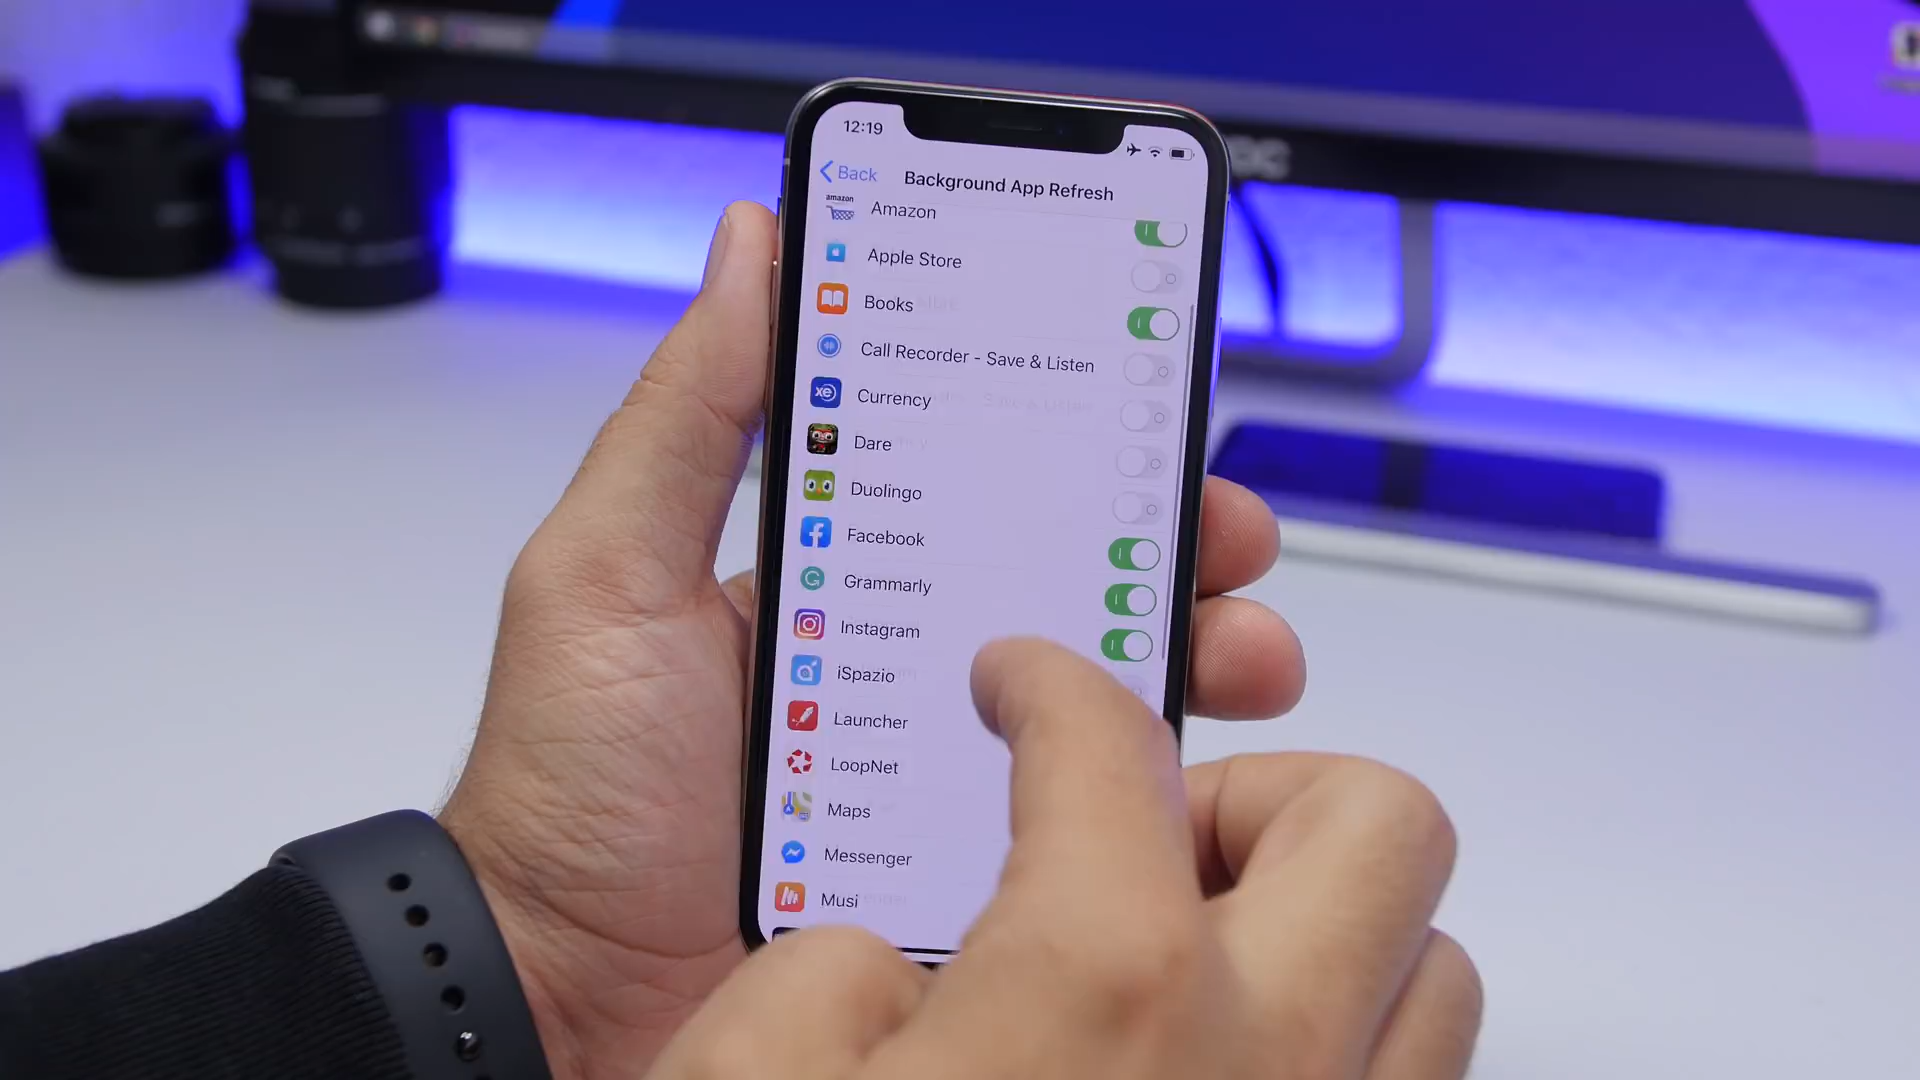 12:19
Back
Background App Refresh
amazon
Amazon
Apple Store
Books
Call Recorder - Save & Listen
xe
Currency
Dare
Duolingo
Facebook
Grammarly
Instagram
iSpazio
Launcher
LoopNet
Maps
Messenger
Musi